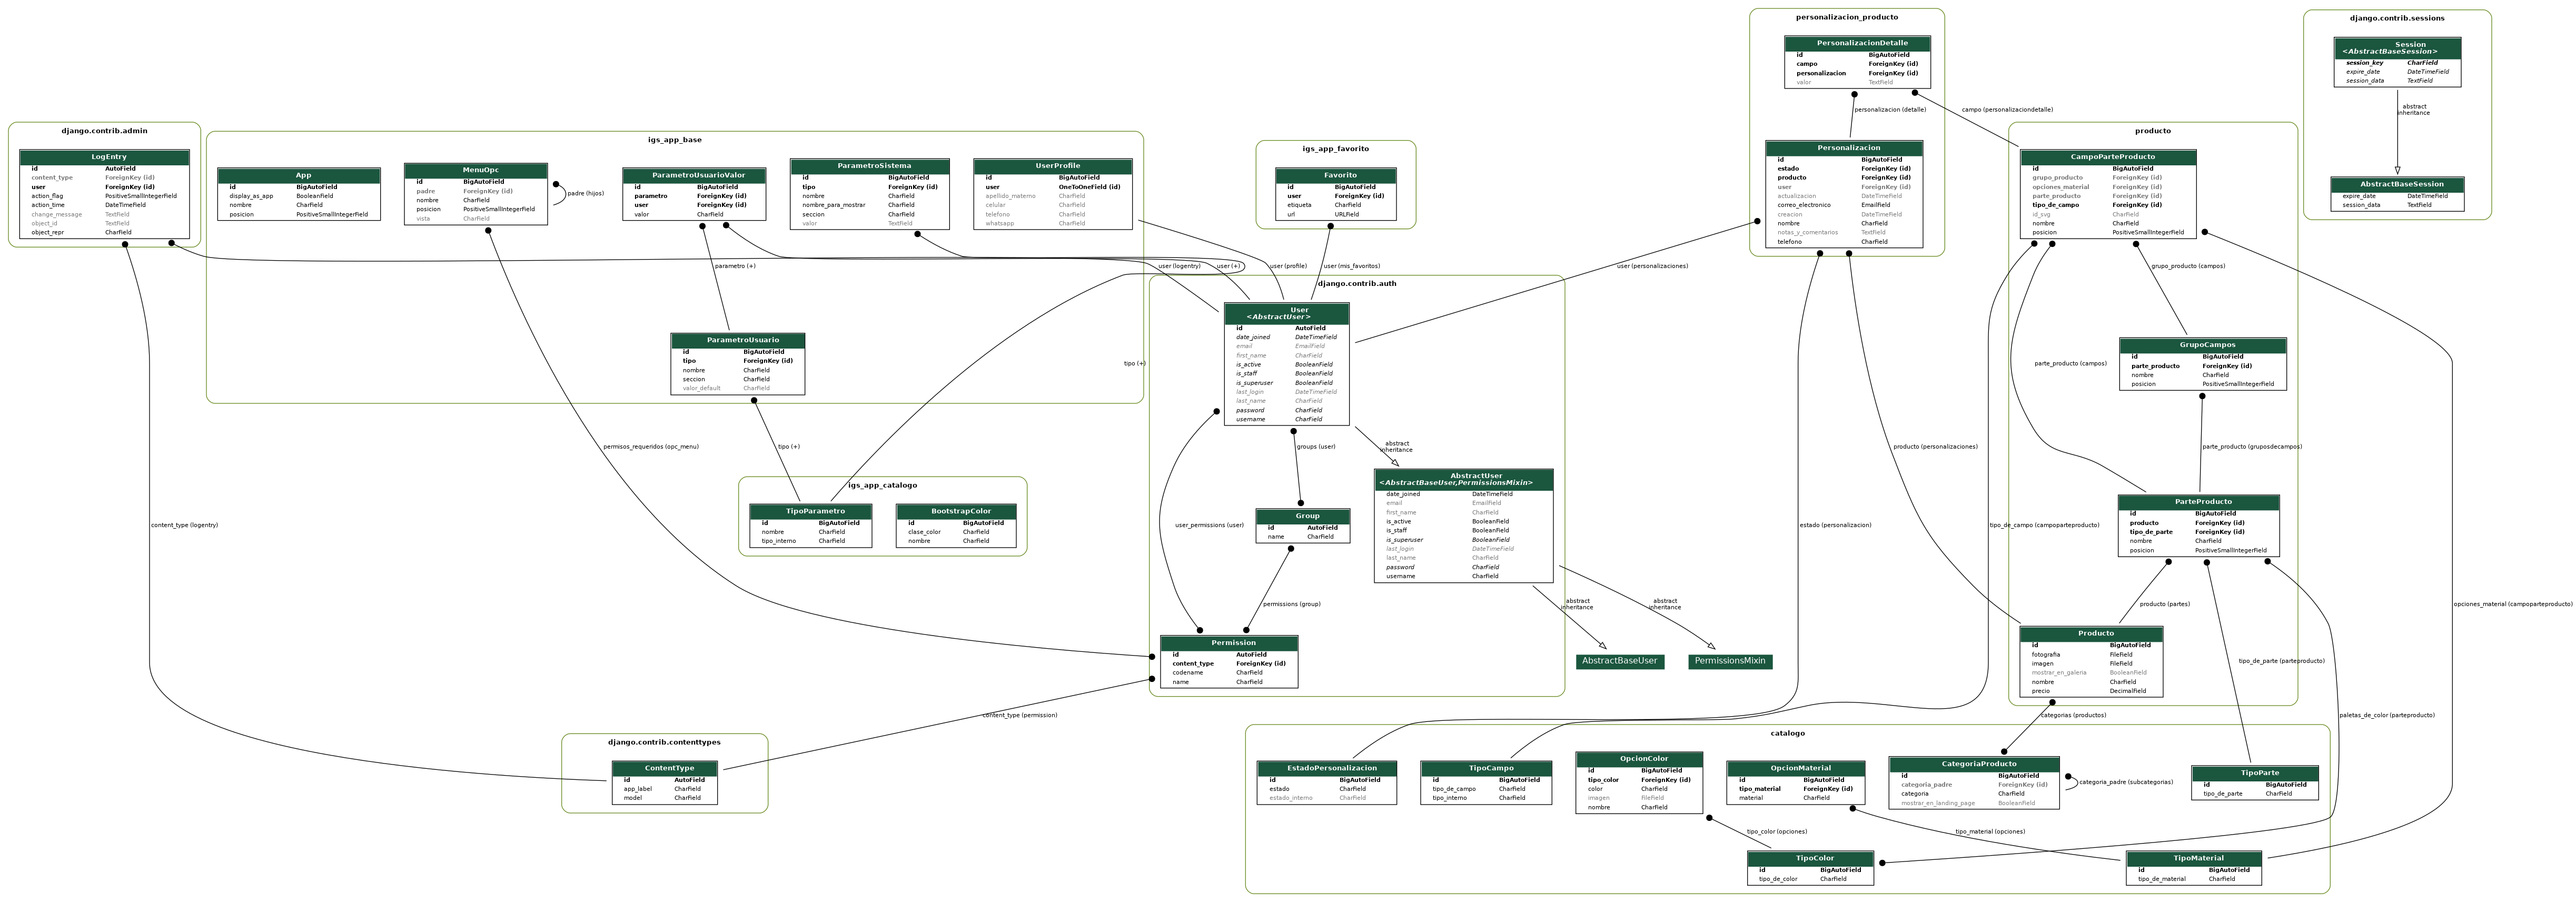 personalizacion_producto
PersonalizacionDetalle
id BigAutoField
campo ForeignKey (id)
personalizacion ForeignKey (id)
valor TextField
personalizacion (detalle)
campo (personalizaciondetalle)
Personalizacion
id BigAutoField
estado ForeignKey (id)
producto ForeignKey (id)
user ForeignKey (id)
actualizacion DateTimeField
correo_electronico EmailField
creacion DateTimeField
nombre CharField
notas_y_comentarios TextField
telefono CharField
django.contrib.sessions
Session
<AbstractBaseSession>
session_key CharField
expire_date DateTimeField
session_data TextField
abstract
inheritance
AbstractBaseSession
expire_date DateTimeField
session_data TextField
django.contrib.admin
LogEntry
id AutoField
content_type ForeignKey (id)
user ForeignKey (id)
action_flag PositiveSmallIntegerField
action_time DateTimeField
change_message TextField
object_id TextField
object_repr CharField
igs_app_base
App
id BigAutoField
display_as_app BooleanField
nombre CharField
posicion PositiveSmallIntegerField
MenuOpc
id BigAutoField
padre ForeignKey (id)
nombre CharField
posicion PositiveSmallIntegerField
vista CharField
padre (hijos)
ParametroUsuarioValor
id BigAutoField
parametro ForeignKey (id)
user ForeignKey (id)
valor CharField
ParametroSistema
id BigAutoField
tipo ForeignKey (id)
nombre CharField
nombre_para_mostrar CharField
seccion CharField
valor TextField
UserProfile
id BigAutoField
user OneToOneField (id)
apellido_materno CharField
celular CharField
telefono CharField
whatsapp CharField
igs_app_favorito
Favorito
id BigAutoField
user ForeignKey (id)
etiqueta CharField
url URLField
producto
CampoParteProducto
id BigAutoField
grupo_producto ForeignKey (id)
opciones_material ForeignKey (id)
parte_producto ForeignKey (id)
tipo_de_campo ForeignKey (id)
id_svg CharField
nombre CharField
posicion PositiveSmallIntegerField
parametro (+)
user (logentry)
user (+)
user (profile)
user (mis_favoritos)
user (personalizaciones)
grupo_producto (campos)
django.contrib.auth
User
<AbstractUser>
id AutoField
date_joined DateTimeField
email EmailField
first_name CharField
is_active BooleanField
is_staff BooleanField
is_superuser BooleanField
last_login DateTimeField
last_name CharField
password CharField
username CharField
ParametroUsuario
id BigAutoField
tipo ForeignKey (id)
nombre CharField
seccion CharField
valor_default CharField
tipo (+)
parte_producto (campos)
GrupoCampos
id BigAutoField
parte_producto ForeignKey (id)
nombre CharField
posicion PositiveSmallIntegerField
permisos_requeridos (opc_menu)
tipo (+)
groups (user)
abstract
inheritance
producto (personalizaciones)
parte_producto (gruposdecampos)
igs_app_catalogo
TipoParametro
id BigAutoField
nombre CharField
tipo_interno CharField
BootstrapColor
id BigAutoField
clase_color CharField
nombre CharField
AbstractUser
<AbstractBaseUser,PermissionsMixin>
date_joined DateTimeField
email EmailField
first_name CharField
is_active BooleanField
is_staff BooleanField
is_superuser BooleanField
last_login DateTimeField
last_name CharField
password CharField
username CharField
Group
id AutoField
name CharField
ParteProducto
id BigAutoField
producto ForeignKey (id)
tipo_de_parte ForeignKey (id)
nombre CharField
posicion PositiveSmallIntegerField
content_type (logentry)
user_permissions (user)
estado (personalizacion)
tipo_de_campo (campoparteproducto)
permissions (group)
abstract
inheritance
abstract
inheritance
producto (partes)
opciones_material (campoparteproducto)
Permission
id AutoField
content_type ForeignKey (id)
codename CharField
name CharField
AbstractBaseUser
PermissionsMixin
Producto
id BigAutoField
fotografia FileField
imagen FileField
mostrar_en_galeria BooleanField
nombre CharField
precio DecimalField
tipo_de_parte (parteproducto)
content_type (permission)
categorias (productos)
paletas_de_color (parteproducto)
django.contrib.contenttypes
ContentType
id AutoField
app_label CharField
model CharField
catalogo
EstadoPersonalizacion
id BigAutoField
estado CharField
estado_interno CharField
TipoCampo
id BigAutoField
tipo_de_campo CharField
tipo_interno CharField
OpcionColor
id BigAutoField
tipo_color ForeignKey (id)
color CharField
imagen FileField
nombre CharField
OpcionMaterial
id BigAutoField
tipo_material ForeignKey (id)
material CharField
CategoriaProducto
id BigAutoField
categoria_padre ForeignKey (id)
categoria CharField
mostrar_en_landing_page BooleanField
categoria_padre (subcategorias)
TipoParte
id BigAutoField
tipo_de_parte CharField
tipo_color (opciones)
tipo_material (opciones)
TipoColor
id BigAutoField
tipo_de_color CharField
TipoMaterial
id BigAutoField
tipo_de_material CharField